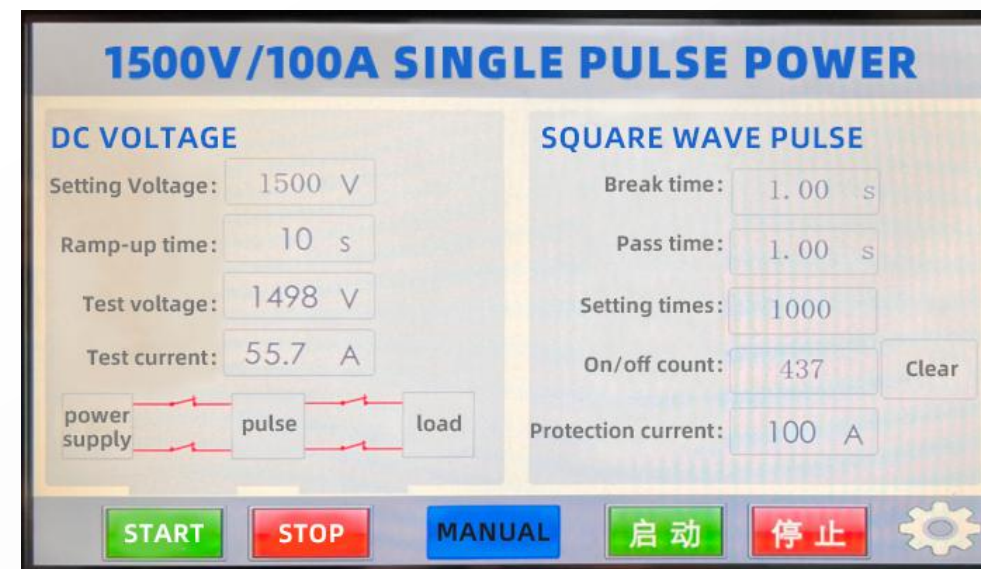 1500V/100A SINGLE PULSE POWER
DC VOLTAGE
Setting Voltage: 1500 V
Ramp-up time: 10 s
Test voltage: 1498 V
Test current: 55.7 A
power supply
pulse
load
SQUARE WAVE PULSE
Break time: 1.00 s
Pass time: 1.00 s
Setting times: 1000
On/off count: 437 Clear
Protection current: 100 A
START STOP MANUAL 启动 停止